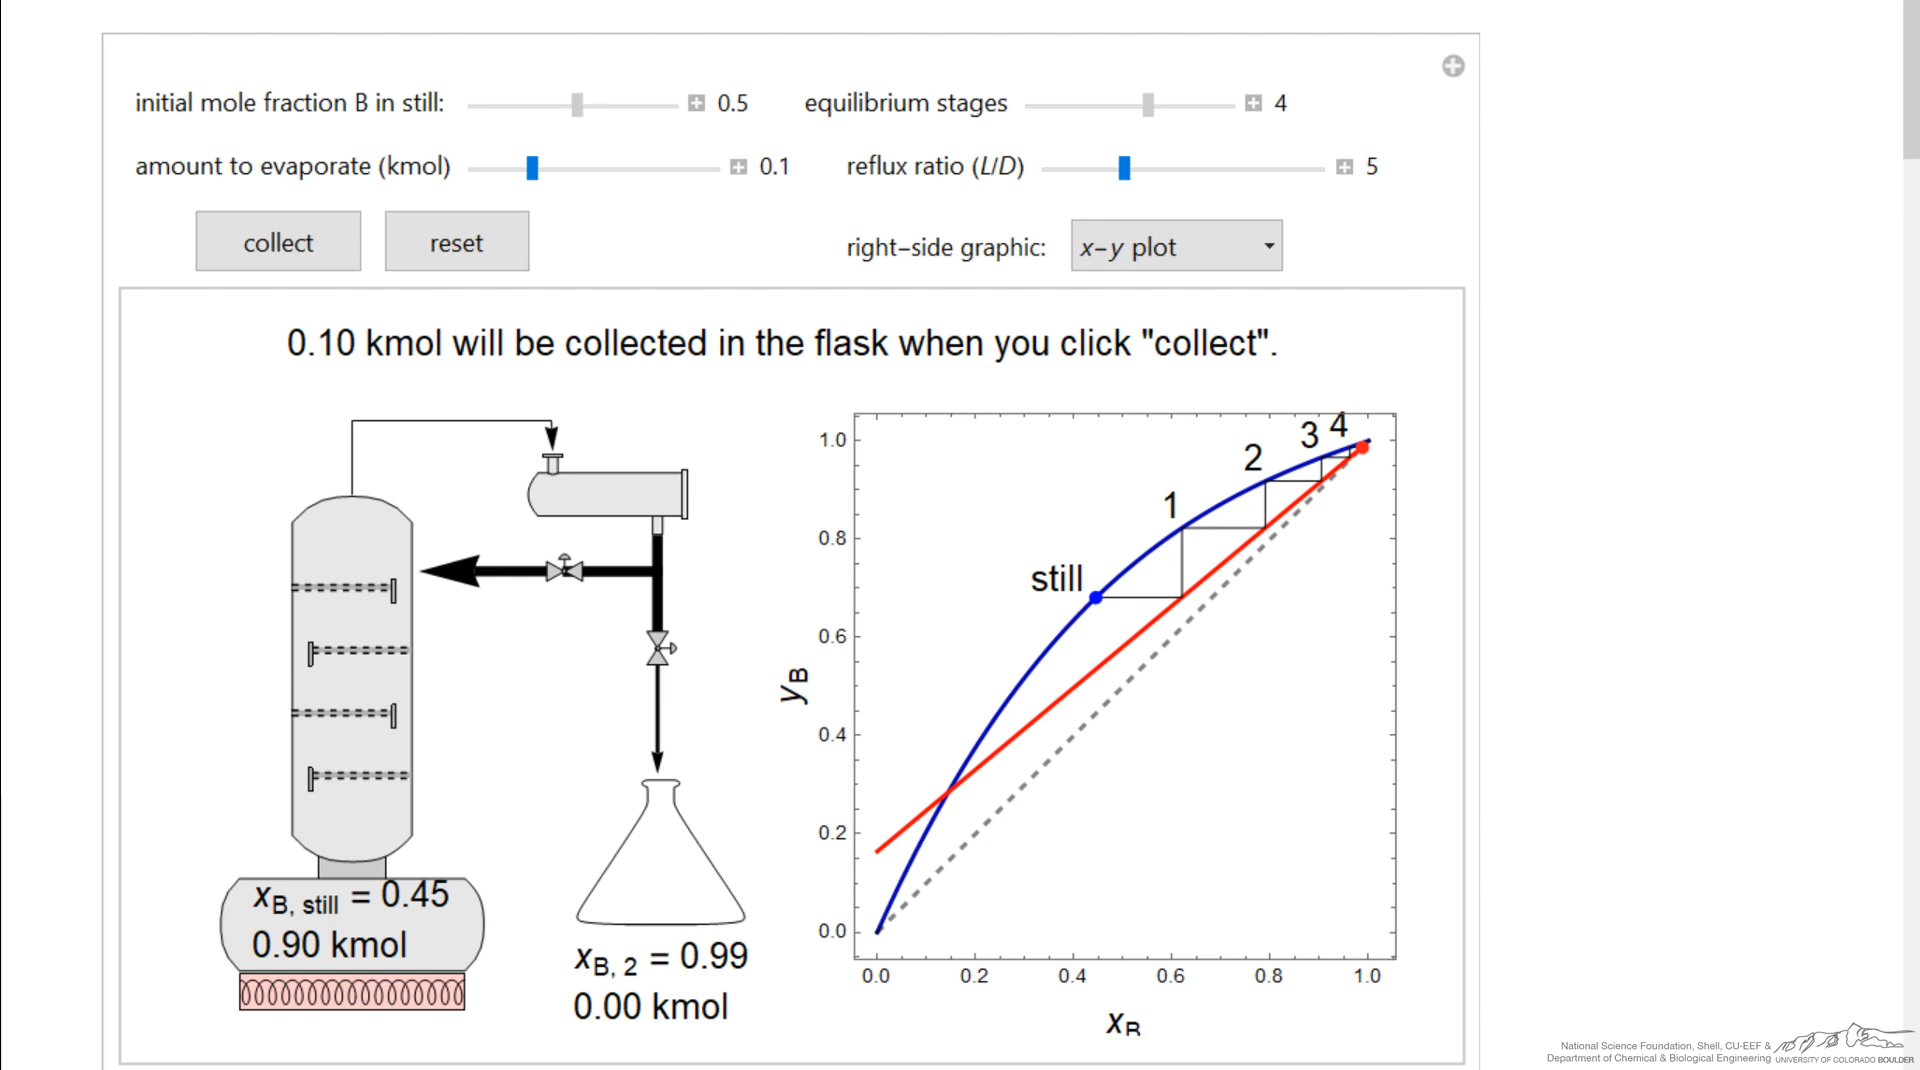 initial mole fraction B in still: 0.5 equilibrium stages 4
amount to evaporate (kmol) 0.1 reflux ratio (L/D) 5
collect reset right–side graphic: x–y plot
0.10 kmol will be collected in the flask when you click "collect".
xB, still = 0.45
0.90 kmol
xB, 2 = 0.99
0.00 kmol
1.0
0.8
0.6
0.4
0.2
0.0
yB
still
1
2
3
4
0.0 0.2 0.4 0.6 0.8 1.0
xB
National Science Foundation, Shell, CU-EEF &
Department of Chemical & Biological Engineering
UNIVERSITY OF COLORADO BOULDER